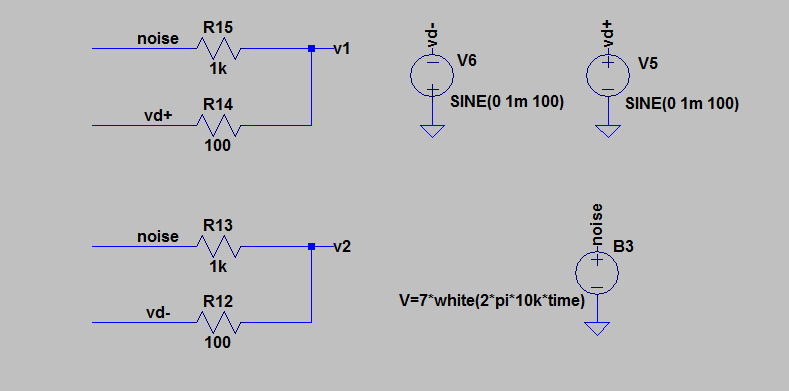 R15
noise
v1
1k
R14
vd+
100
vd-
V6
SINE(0 1m 100)
vd+
V5
SINE(0 1m 100)
R13
noise
v2
1k
R12
vd-
100
noise
B3
V=7*white(2*pi*10k*time)